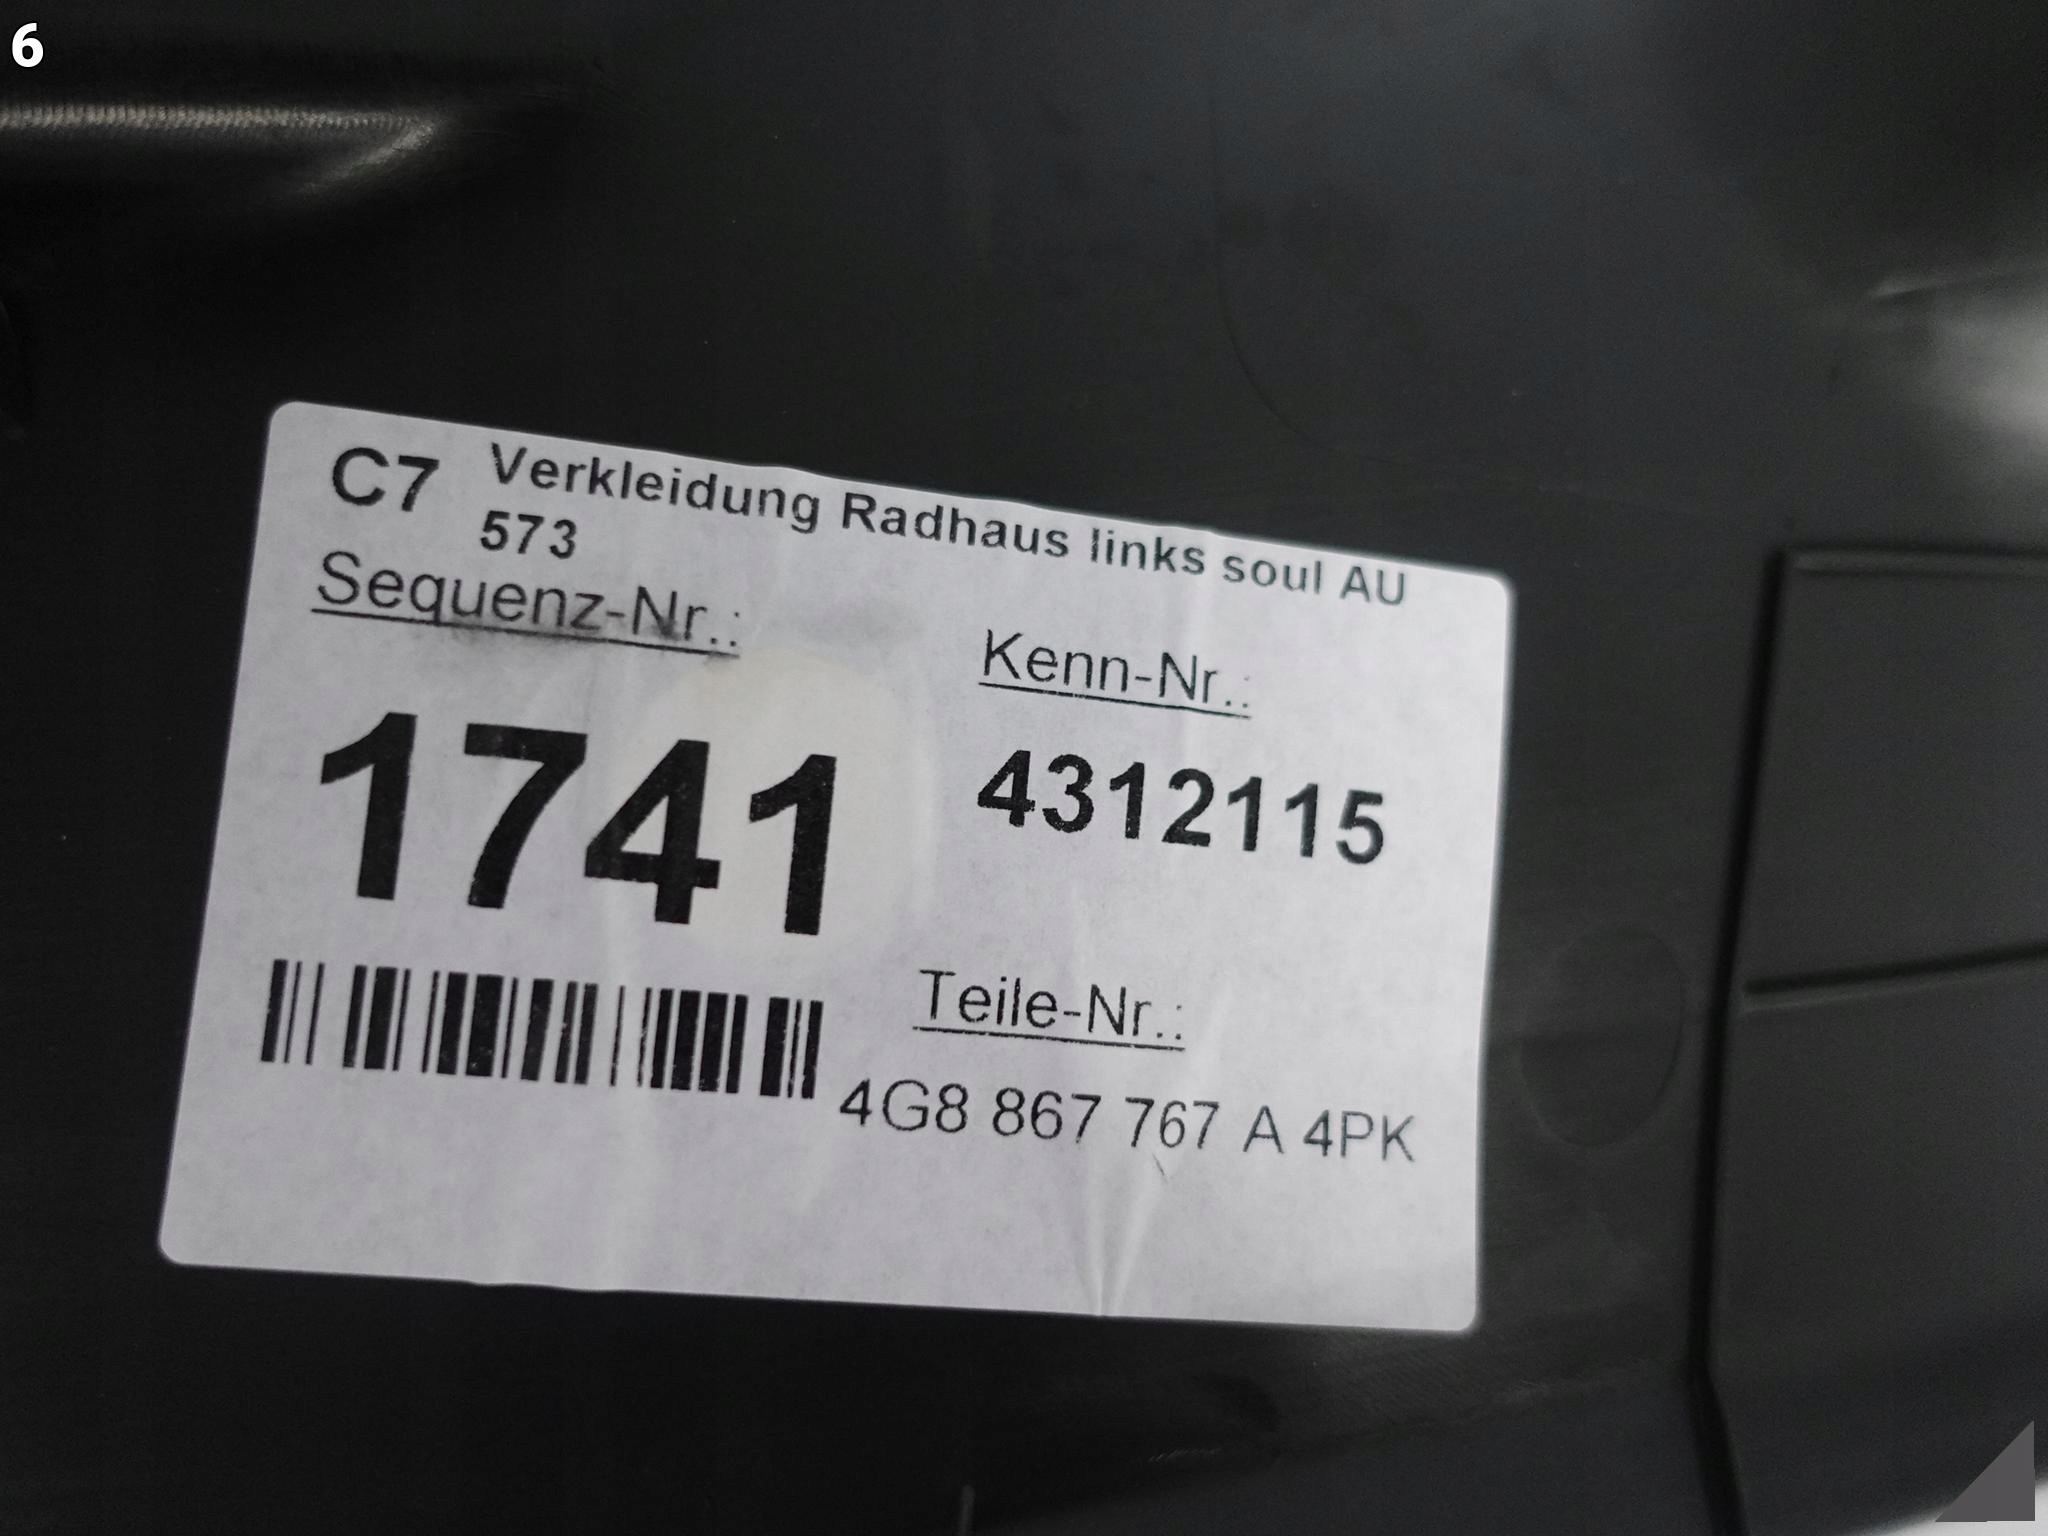 6
C7 Verkleidung Radhaus links soul AU
573
Sequenz-Nr.:
Kenn-Nr.:
1741
4312115
Teile-Nr.:
4G8 867 767 A 4PK